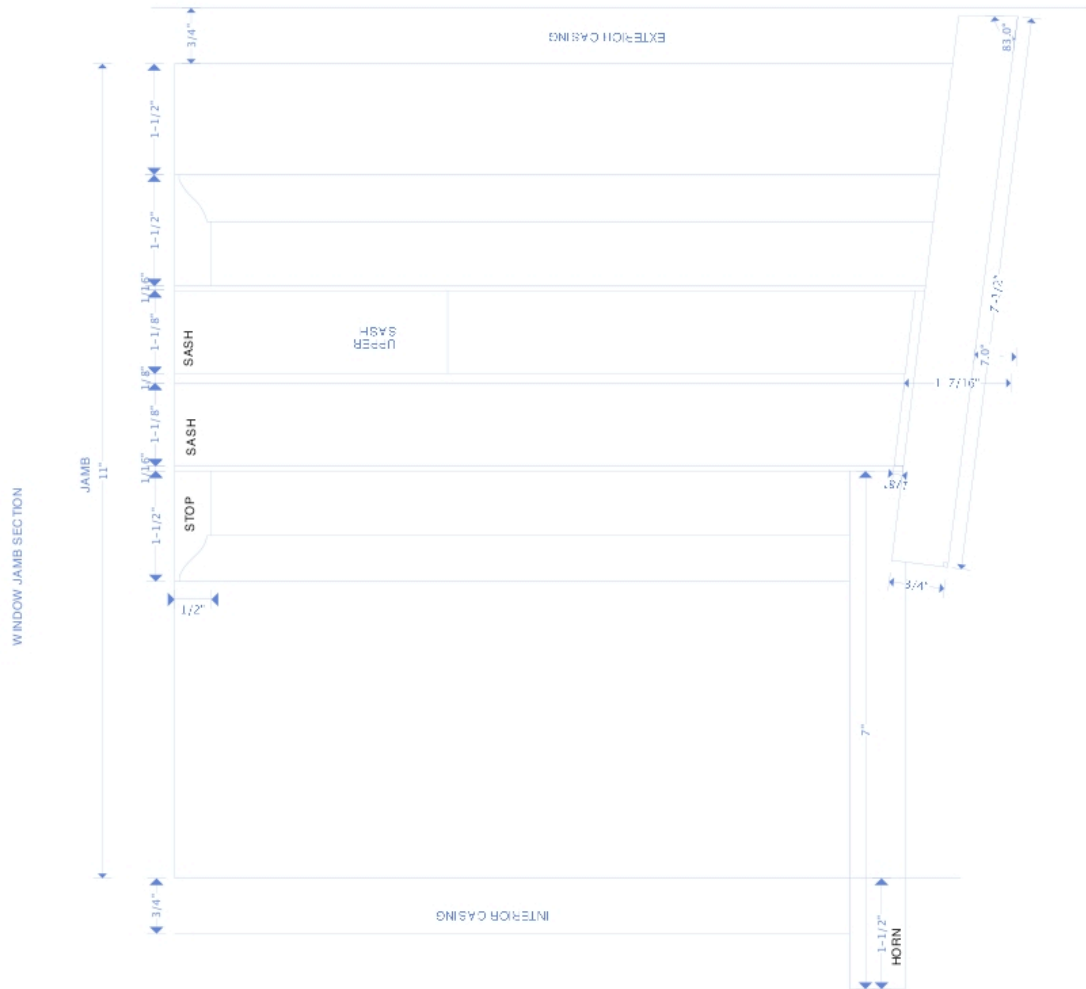 3/4"
EXTERIOR CASING
83.0°
1-1/2"
1-1/2"
1/16"
7-1/2"
1-1/8"
SASH
UPPER
SASH
7.0°
1/8"
1-7/16"
1-1/8"
SASH
JAMB
11"
1/16"
1/8"
WINDOW JAMB SECTION
1-1/2"
STOP
3/4"
1/2"
7"
3/4"
INTERIOR CASING
1-1/2"
HORN